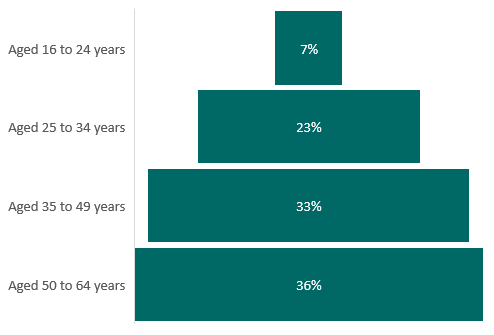 Aged 16 to 24 years 7%
Aged 25 to 34 years 23%
Aged 35 to 49 years 33%
Aged 50 to 64 years 36%